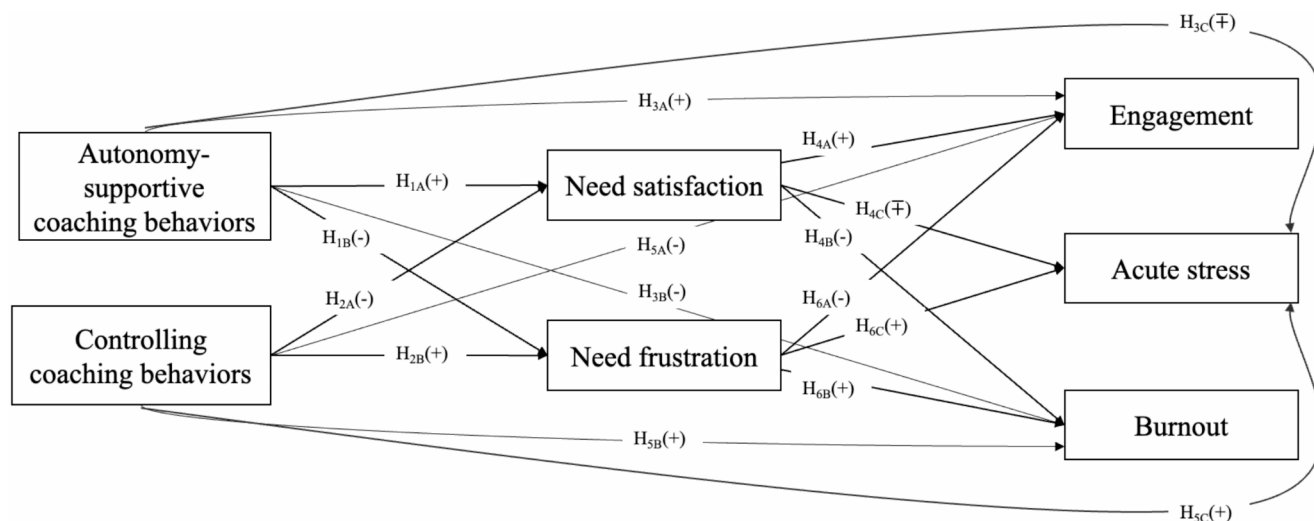 H3C(∓)
H3A(+)
Engagement
Autonomy-
supportive
coaching behaviors
H1A(+)
Need satisfaction
H4A(+)
H4C(∓)
H1B(-)
H5A(-)
H4B(-)
Acute stress
H2A(-)
H3B(-)
H6A(-)
H6C(+)
Controlling
coaching behaviors
H2B(+)
Need frustration
H6B(+)
Burnout
H5B(+)
H5C(+)